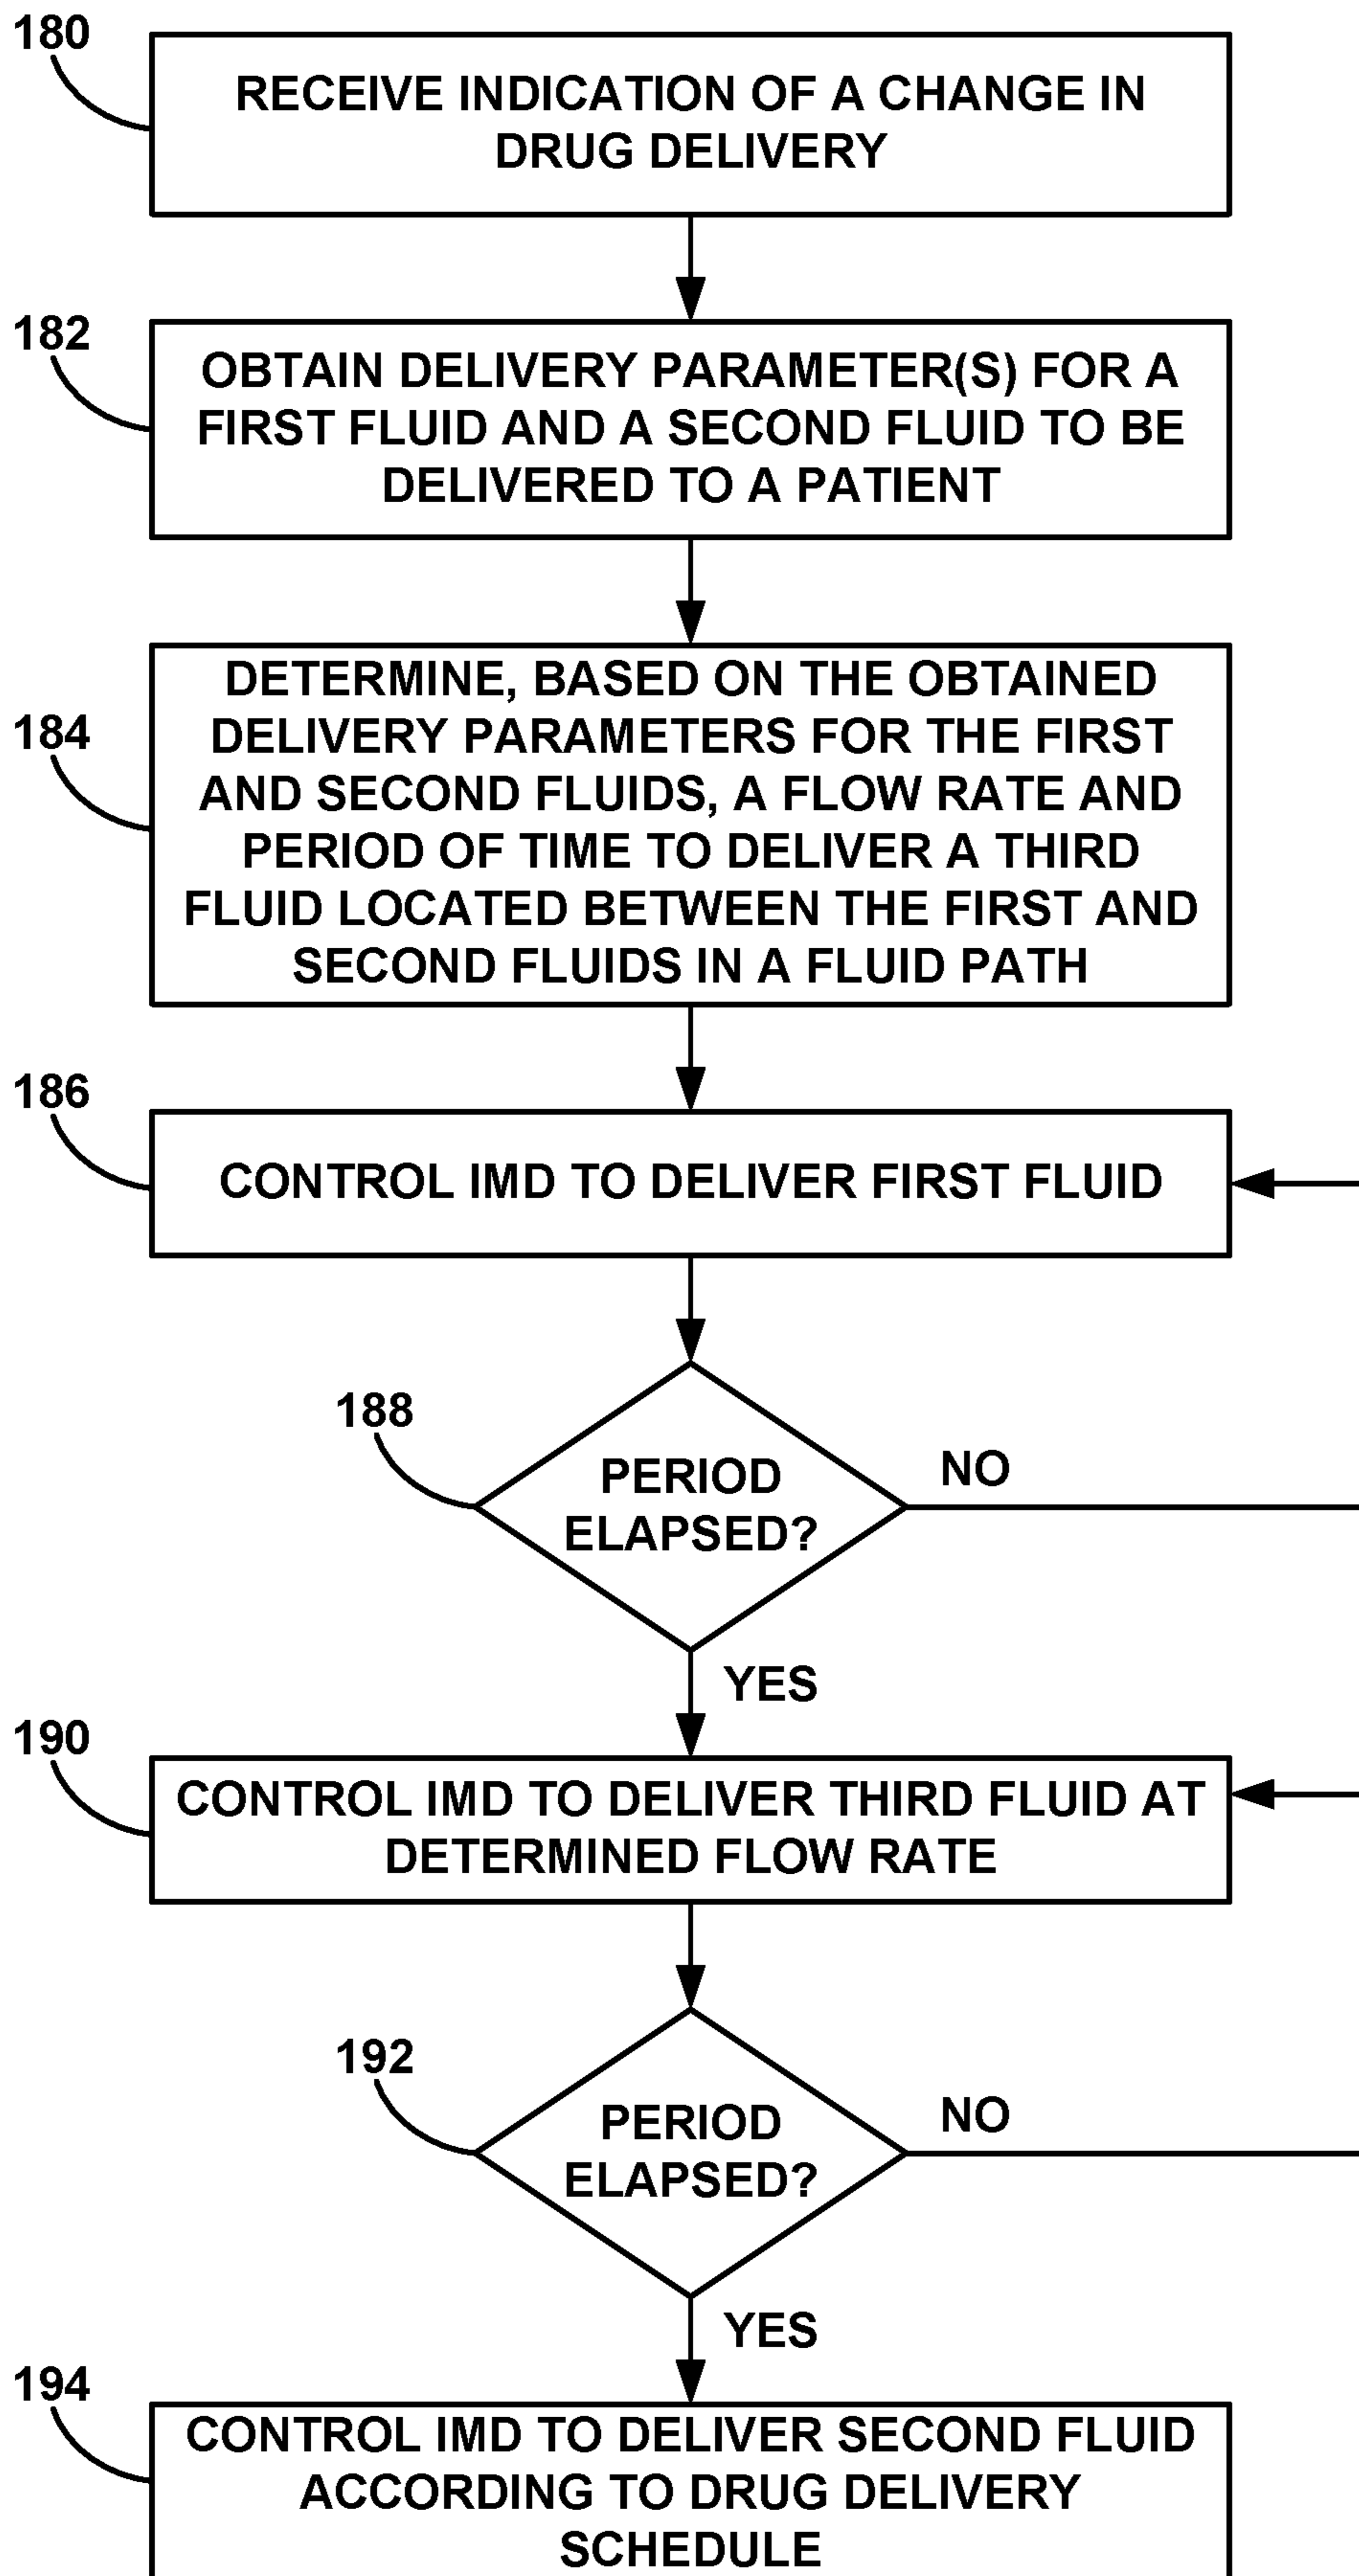 180
RECEIVE INDICATION OF A CHANGE IN
DRUG DELIVERY
182
OBTAIN DELIVERY PARAMETER(S) FOR A
FIRST FLUID AND A SECOND FLUID TO BE
DELIVERED TO A PATIENT
184
DETERMINE, BASED ON THE OBTAINED
DELIVERY PARAMETERS FOR THE FIRST
AND SECOND FLUIDS, A FLOW RATE AND
PERIOD OF TIME TO DELIVER A THIRD
FLUID LOCATED BETWEEN THE FIRST AND
SECOND FLUIDS IN A FLUID PATH
186
CONTROL IMD TO DELIVER FIRST FLUID
188
PERIOD
ELAPSED?
NO
YES
190
CONTROL IMD TO DELIVER THIRD FLUID AT
DETERMINED FLOW RATE
192
PERIOD
ELAPSED?
NO
YES
194
CONTROL IMD TO DELIVER SECOND FLUID
ACCORDING TO DRUG DELIVERY
SCHEDULE